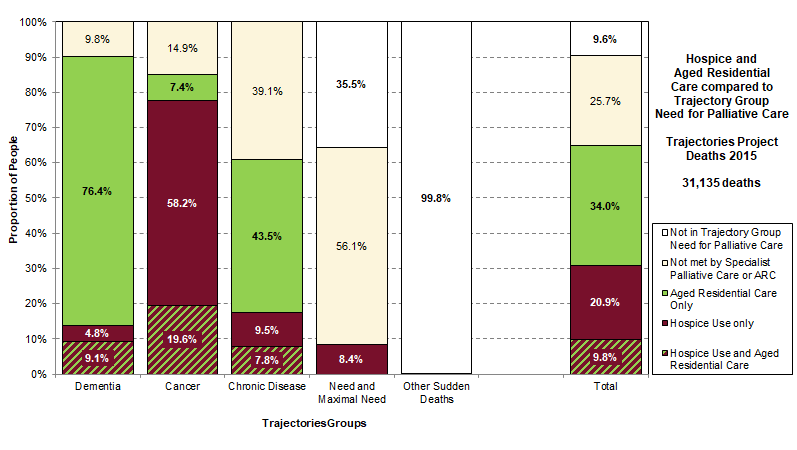 100%
90%
80%
70%
60%
50%
40%
30%
20%
10%
0%
Proportion of People
9.8%
76.4%
4.8%
9.1%
14.9%
7.4%
58.2%
19.6%
39.1%
43.5%
9.5%
7.8%
35.5%
56.1%
8.4%
99.8%
9.6%
25.7%
34.0%
20.9%
9.8%
Dementia
Cancer
Chronic Disease
Need and
Maximal Need
Other Sudden
Deaths
Total
TrajectoriesGroups
Hospice and
Aged Residential
Care compared to
Trajectory Group
Need for Palliative Care
Trajectories Project
Deaths 2015
31,135 deaths
Not in Trajectory Group
Need for Palliative Care
Not met by Specialist
Palliative Care or ARC
Aged Residential Care
Only
Hospice Use only
Hospice Use and Aged
Residential Care